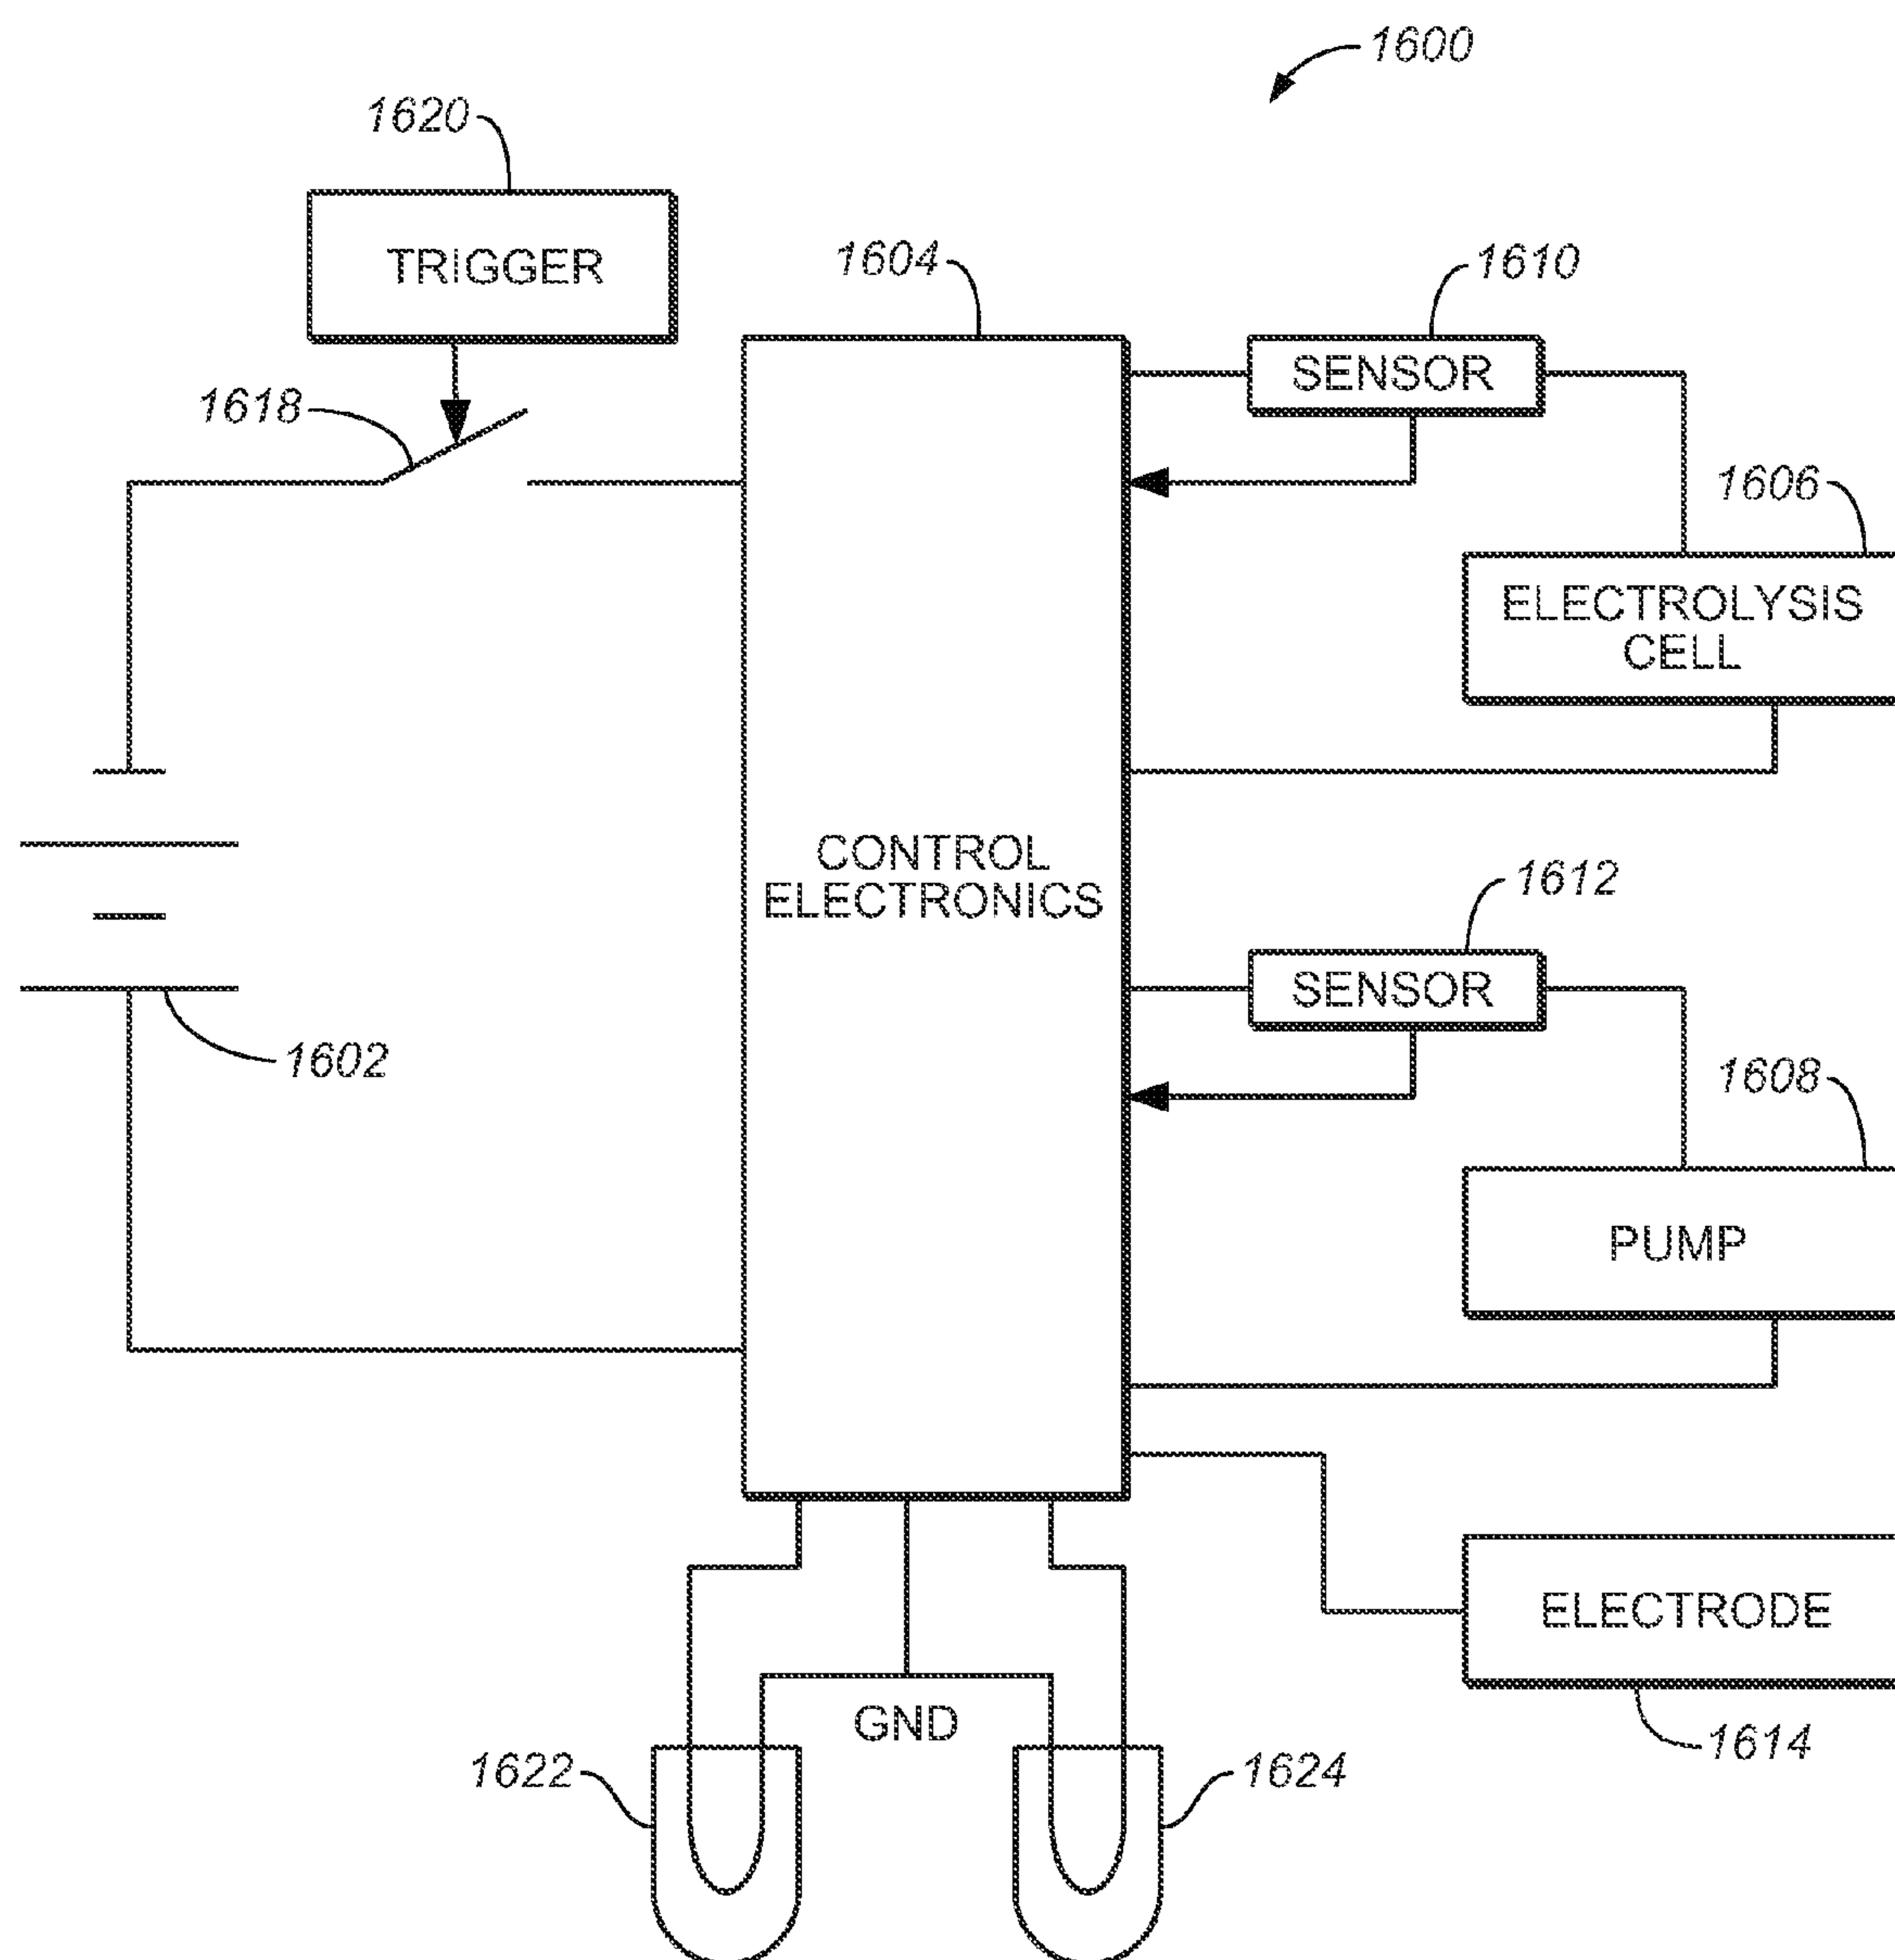 1600
1620
TRIGGER
1604
1610
SENSOR
1618
1606
ELECTROLYSIS
CELL
CONTROL
ELECTRONICS
1612
SENSOR
1602
1608
PUMP
ELECTRODE
GND
1614
1622
1624